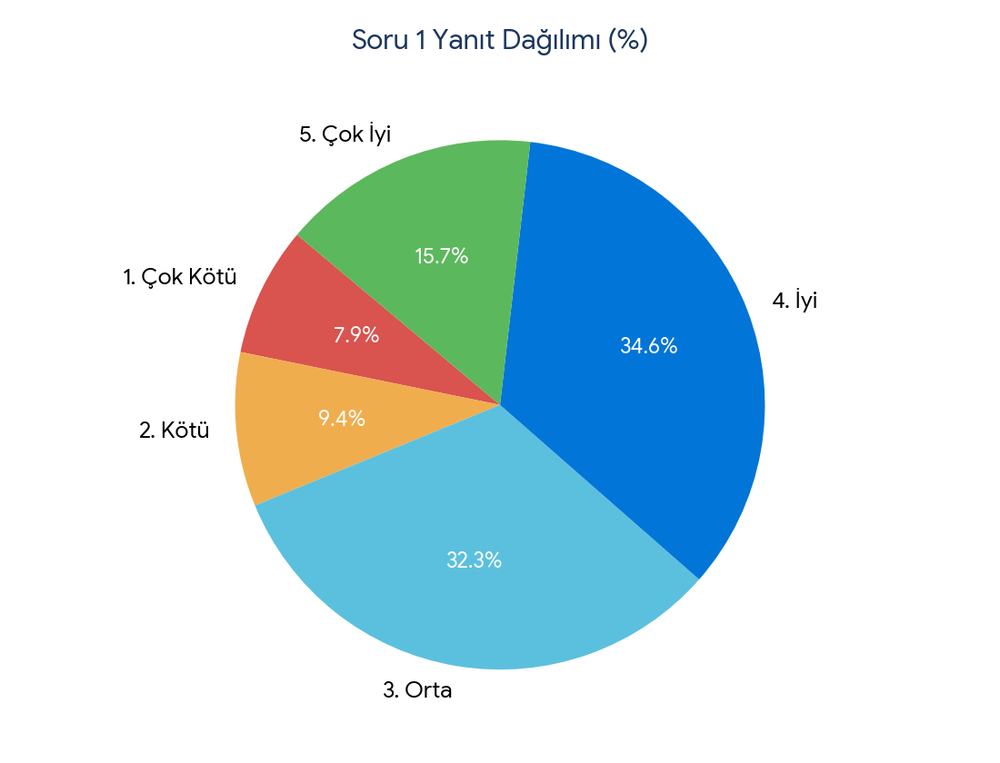 Soru 1 Yanıt Dağılımı (%)
5. Çok İyi
15.7%
1. Çok Kötü
4. İyi
7.9%
34.6%
2. Kötü
9.4%
32.3%
3. Orta